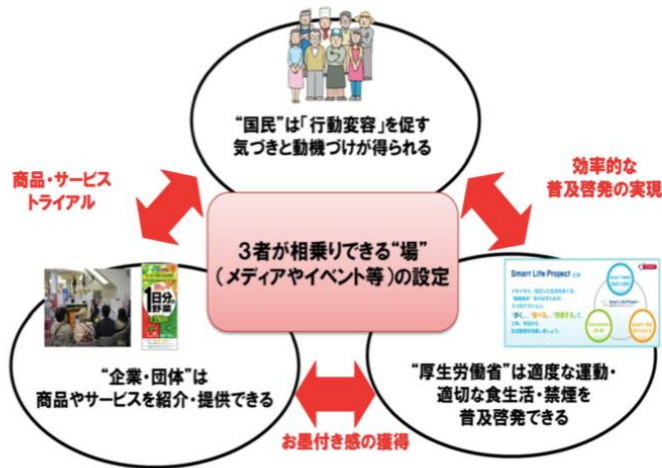 “国民”は「行動変容」を促す
気づきと動機づけが得られる
商品・サービス
トライアル
効率的な
普及啓発の実現
3者が相乗りできる“場”
(メディアやイベント等)の設定
1日分の
野菜
Smart Life Project
“企業・団体”は
商品やサービスを紹介・提供できる
“厚生労働省”は適度な運動・
適切な食生活・禁煙を
普及啓発できる
お墨付き感の獲得